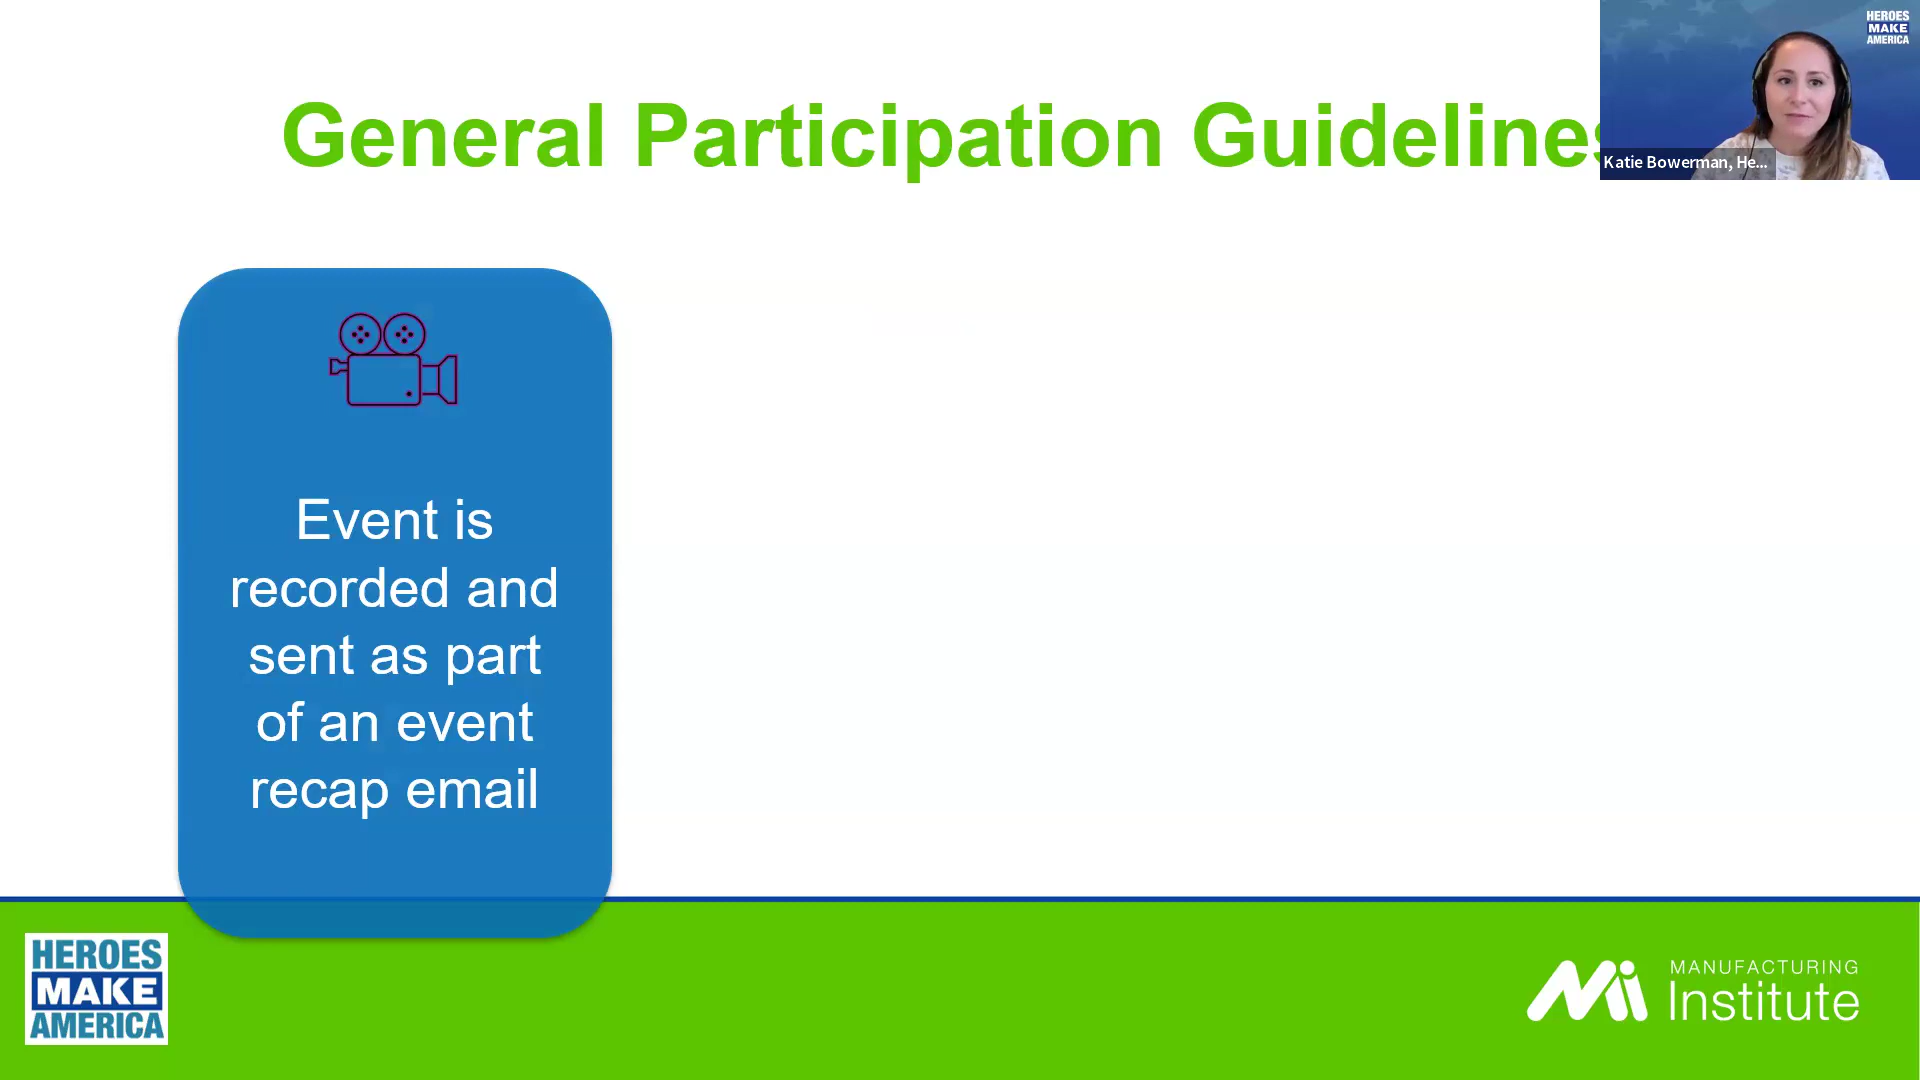 General Participation Guidelines
HEROES
MAKE
AMERICA
Katie Bowerman, He...
Event is
recorded and
sent as part
of an event
recap email
HEROES
MAKE
AMERICA
MANUFACTURING
Institute